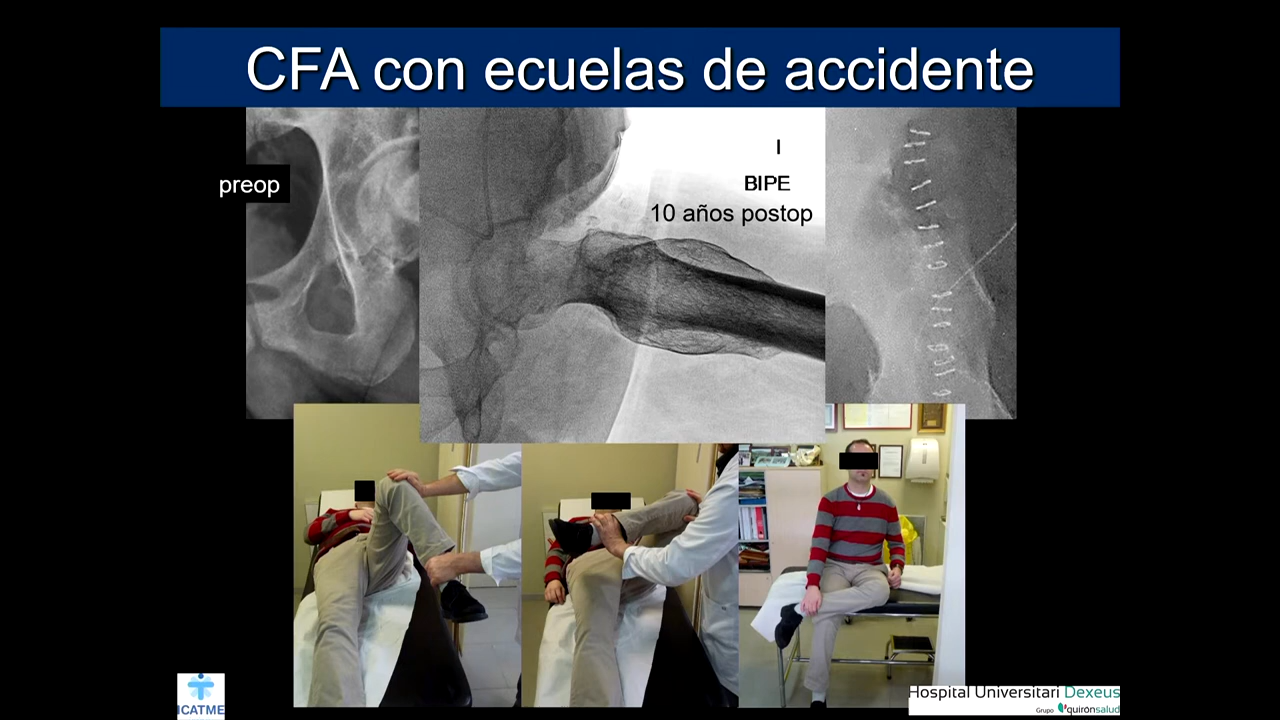 CFA con ecuelas de accidente
preop
I
BIPE
10 años postop
ICATME
Hospital Universitari Dexeus
Grupo quirónsalud